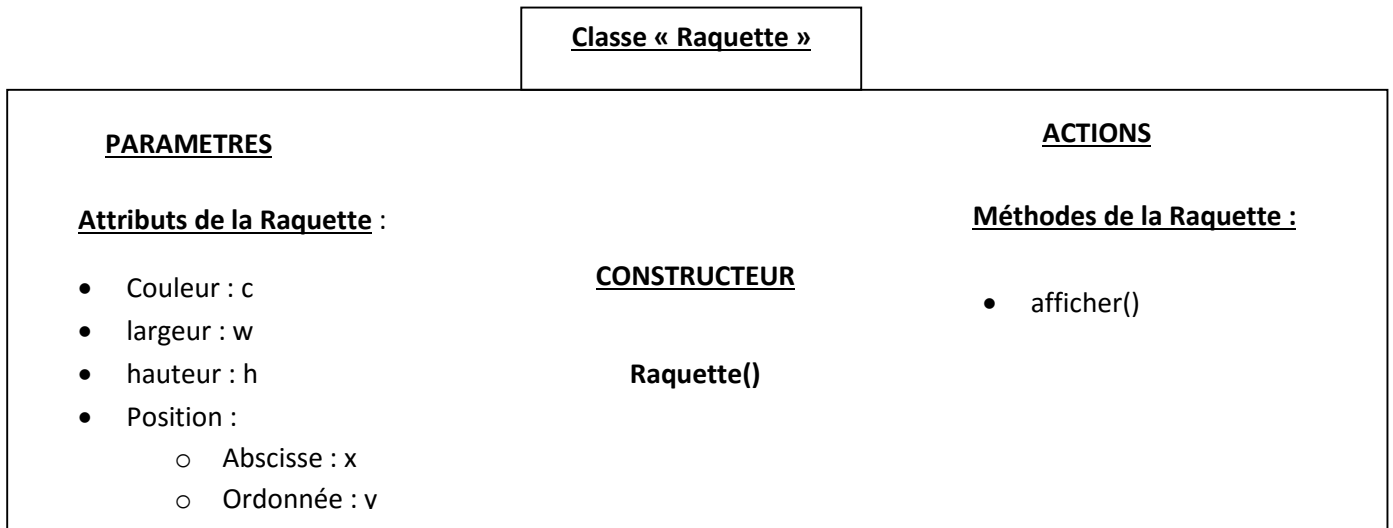 Classe « Raquette »
PARAMETRES
Attributs de la Raquette :
• Couleur : c
• largeur : w
• hauteur : h
• Position :
o Abscisse : x
o Ordonnée : y
CONSTRUCTEUR
Raquette()
ACTIONS
Méthodes de la Raquette :
• afficher()